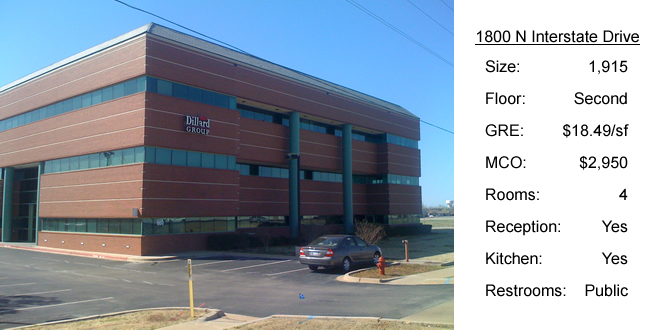 Dillard
GROUP
1800 N Interstate Drive
Size: 1,915
Floor: Second
GRE: $18.49/sf
MCO: $2,950
Rooms: 4
Reception: Yes
Kitchen: Yes
Restrooms: Public